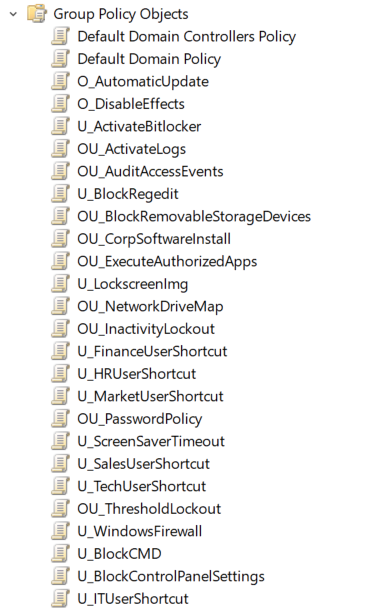 Group Policy Objects
Default Domain Controllers Policy
Default Domain Policy
O_AutomaticUpdate
O_DisableEffects
U_ActivateBitlocker
OU_ActivateLogs
OU_AuditAccessEvents
U_BlockRegedit
OU_BlockRemovableStorageDevices
OU_CorpSoftwareInstall
OU_ExecuteAuthorizedApps
U_LockscreenImg
OU_NetworkDriveMap
OU_InactivityLockout
U_FinanceUserShortcut
U_HRUserShortcut
U_MarketUserShortcut
OU_PasswordPolicy
U_ScreenSaverTimeout
U_SalesUserShortcut
U_TechUserShortcut
OU_ThresholdLockout
U_WindowsFirewall
U_BlockCMD
U_BlockControlPanelSettings
U_ITUserShortcut